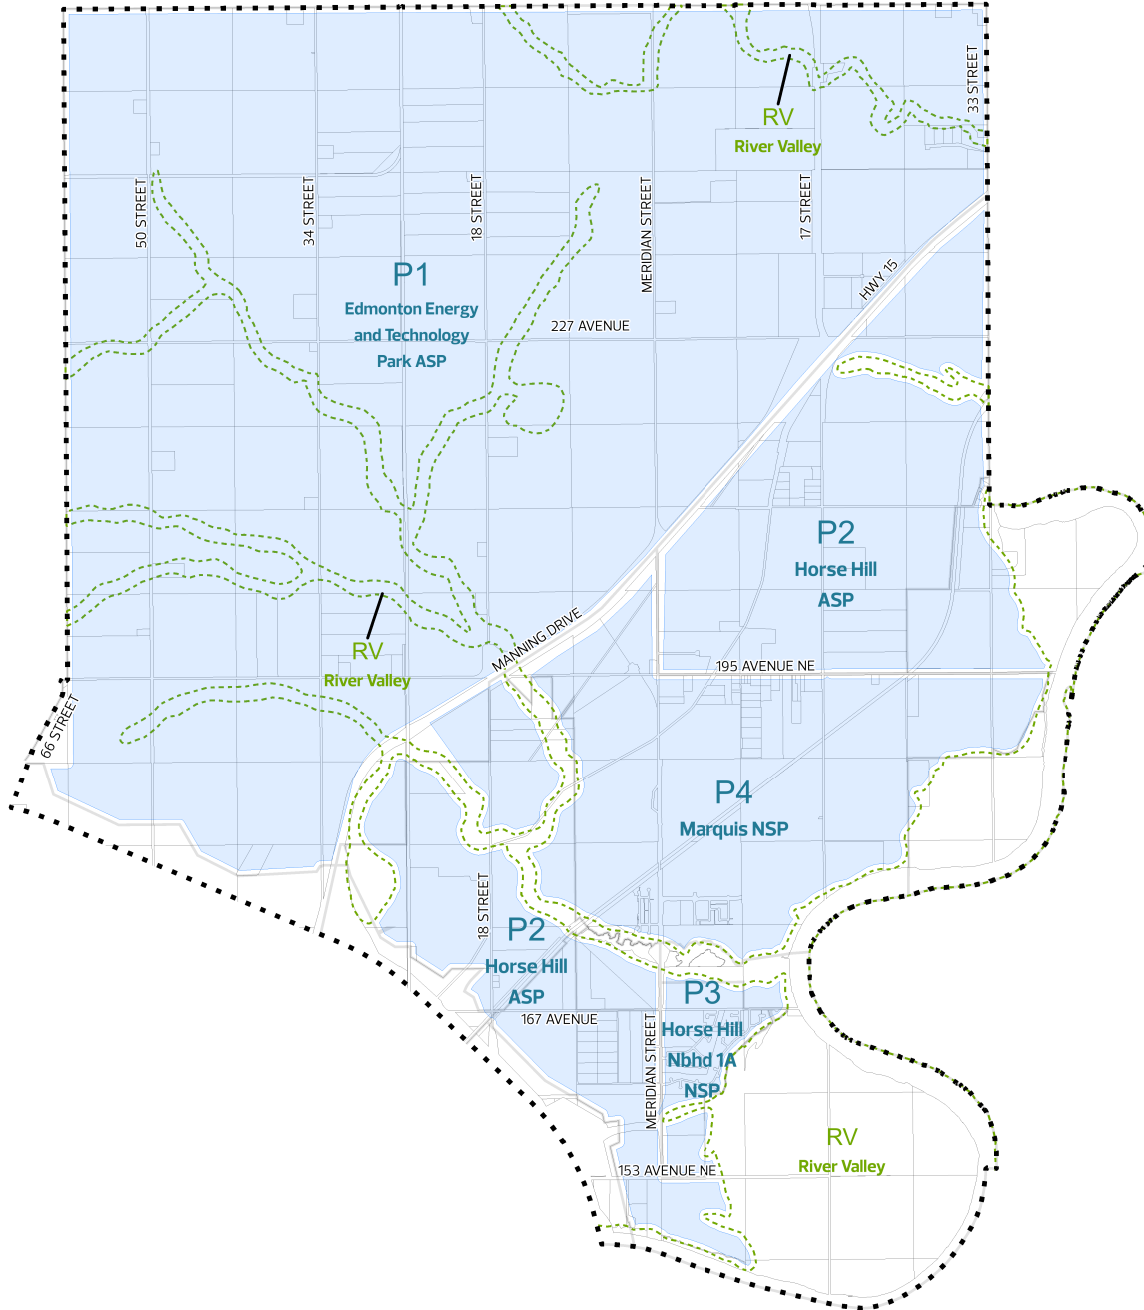 33 STREET
RV
River Valley
50 STREET
34 STREET
18 STREET
MERIDIAN STREET
17 STREET
HWY 15
P1
Edmonton Energy
and Technology
Park ASP
227 AVENUE
P2
Horse Hill
ASP
MANNING DRIVE
RV
River Valley
195 AVENUE NE
66 STREET
P4
Marquis NSP
18 STREET
P2
Horse Hill
ASP
167 AVENUE
P3
Horse Hill
Nbhd 1A
NSP
MERIDIAN STREET
RV
River Valley
153 AVENUE NE